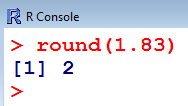 R Console
> round(1.83)
[1] 2
>